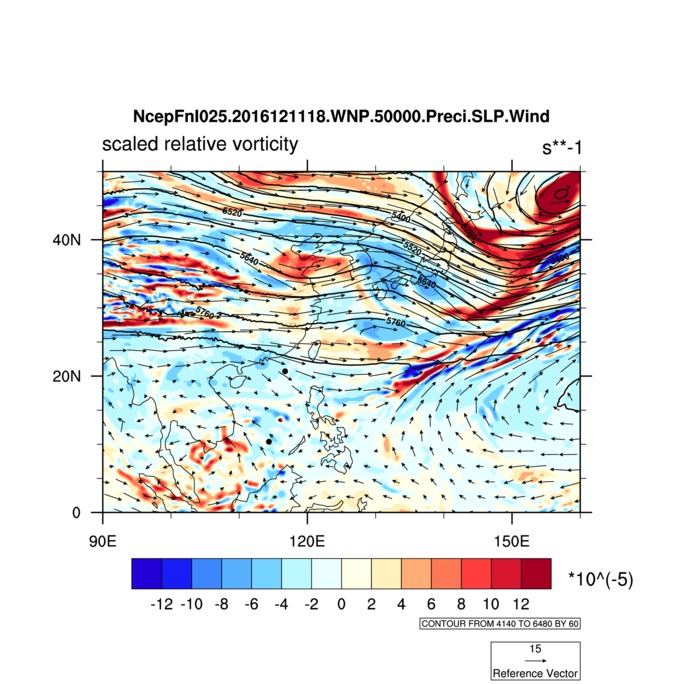 NcepFnl025.2016121118.WNP.50000.Preci.SLP.Wind
scaled relative vorticity
s**-1
5400
5520
5640
5640
5760
5760
40N
20N
0
90E 120E 150E
-12 -10 -8 -6 -4 -2 0 2 4 6 8 10 12
*10^(-5)
CONTOUR FROM 4140 TO 6480 BY 60
15
Reference Vector